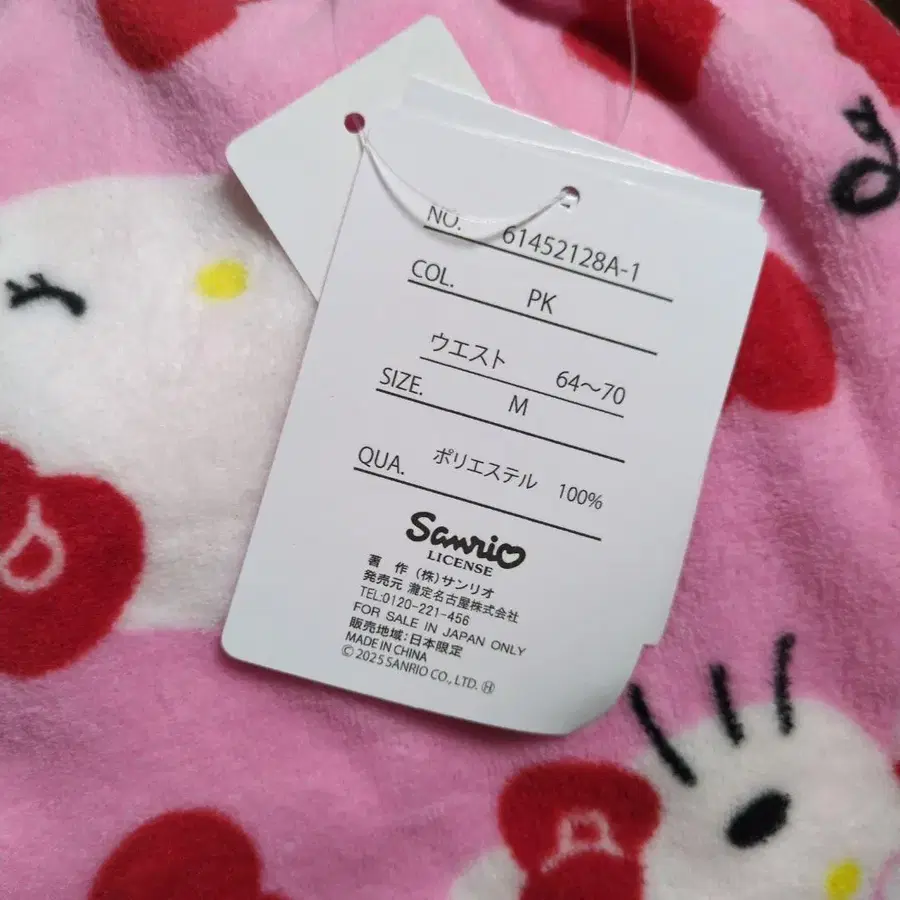 NO. 61452128A-1
COL. PK
ウエスト 64～70
SIZE. M
QUA. ポリエステル 100%
Sanrio
LICENSE
著 作 (株)サンリオ
発売元 瀧定名古屋株式会社
TEL:0120-221-456
FOR SALE IN JAPAN ONLY
販売地域:日本限定
MADE IN CHINA
©2025 SANRIO CO., LTD. Ⓗ